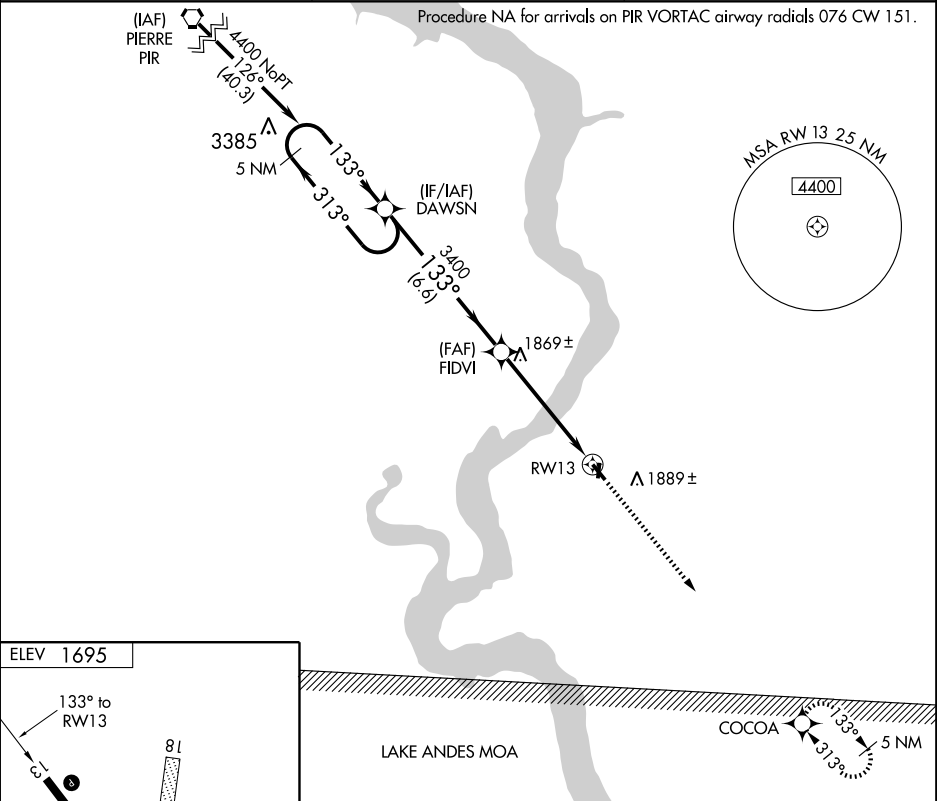 Procedure NA for arrivals on PIR VORTAC airway radials 076 CW 151.
(IAF)
PIERRE
PIR
4400 NoPT
126°
(40.3)
3385
5 NM
133°
313°
(IF/IAF)
DAWSN
MSA RW 13 25 NM
4400
3400
133°
(6.6)
(FAF)
FIDVI
1869±
RW13
1889±
ELEV 1695
133° to
RW13
13
18
P
LAKE ANDES MOA
COCOA
133°
313°
5 NM